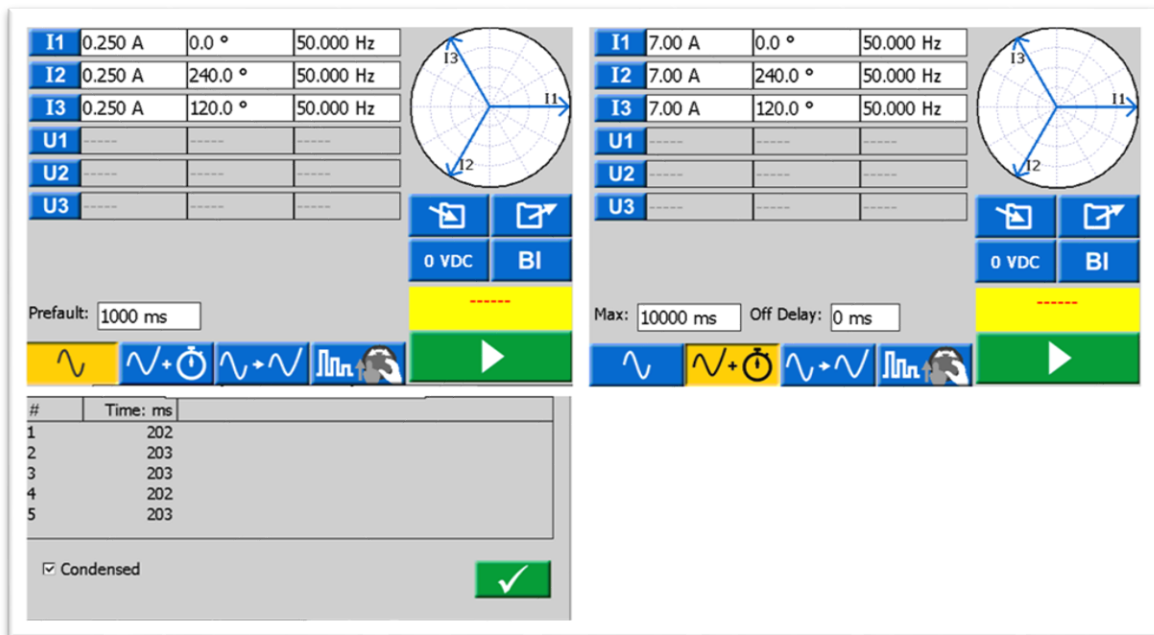 I1 0.250 A 0.0 ° 50.000 Hz
I2 0.250 A 240.0 ° 50.000 Hz
I3 0.250 A 120.0 ° 50.000 Hz
U1 ----- ----- -----
U2 ----- ----- -----
U3 ----- ----- -----
I3
I1
I2
0 VDC BI
------
Prefault: 1000 ms
I1 7.00 A 0.0 ° 50.000 Hz
I2 7.00 A 240.0 ° 50.000 Hz
I3 7.00 A 120.0 ° 50.000 Hz
U1 ----- ----- -----
U2 ----- ----- -----
U3 ----- ----- -----
I3
I1
I2
0 VDC BI
------
Max: 10000 ms Off Delay: 0 ms
# Time: ms
1 202
2 203
3 203
4 202
5 203
Condensed